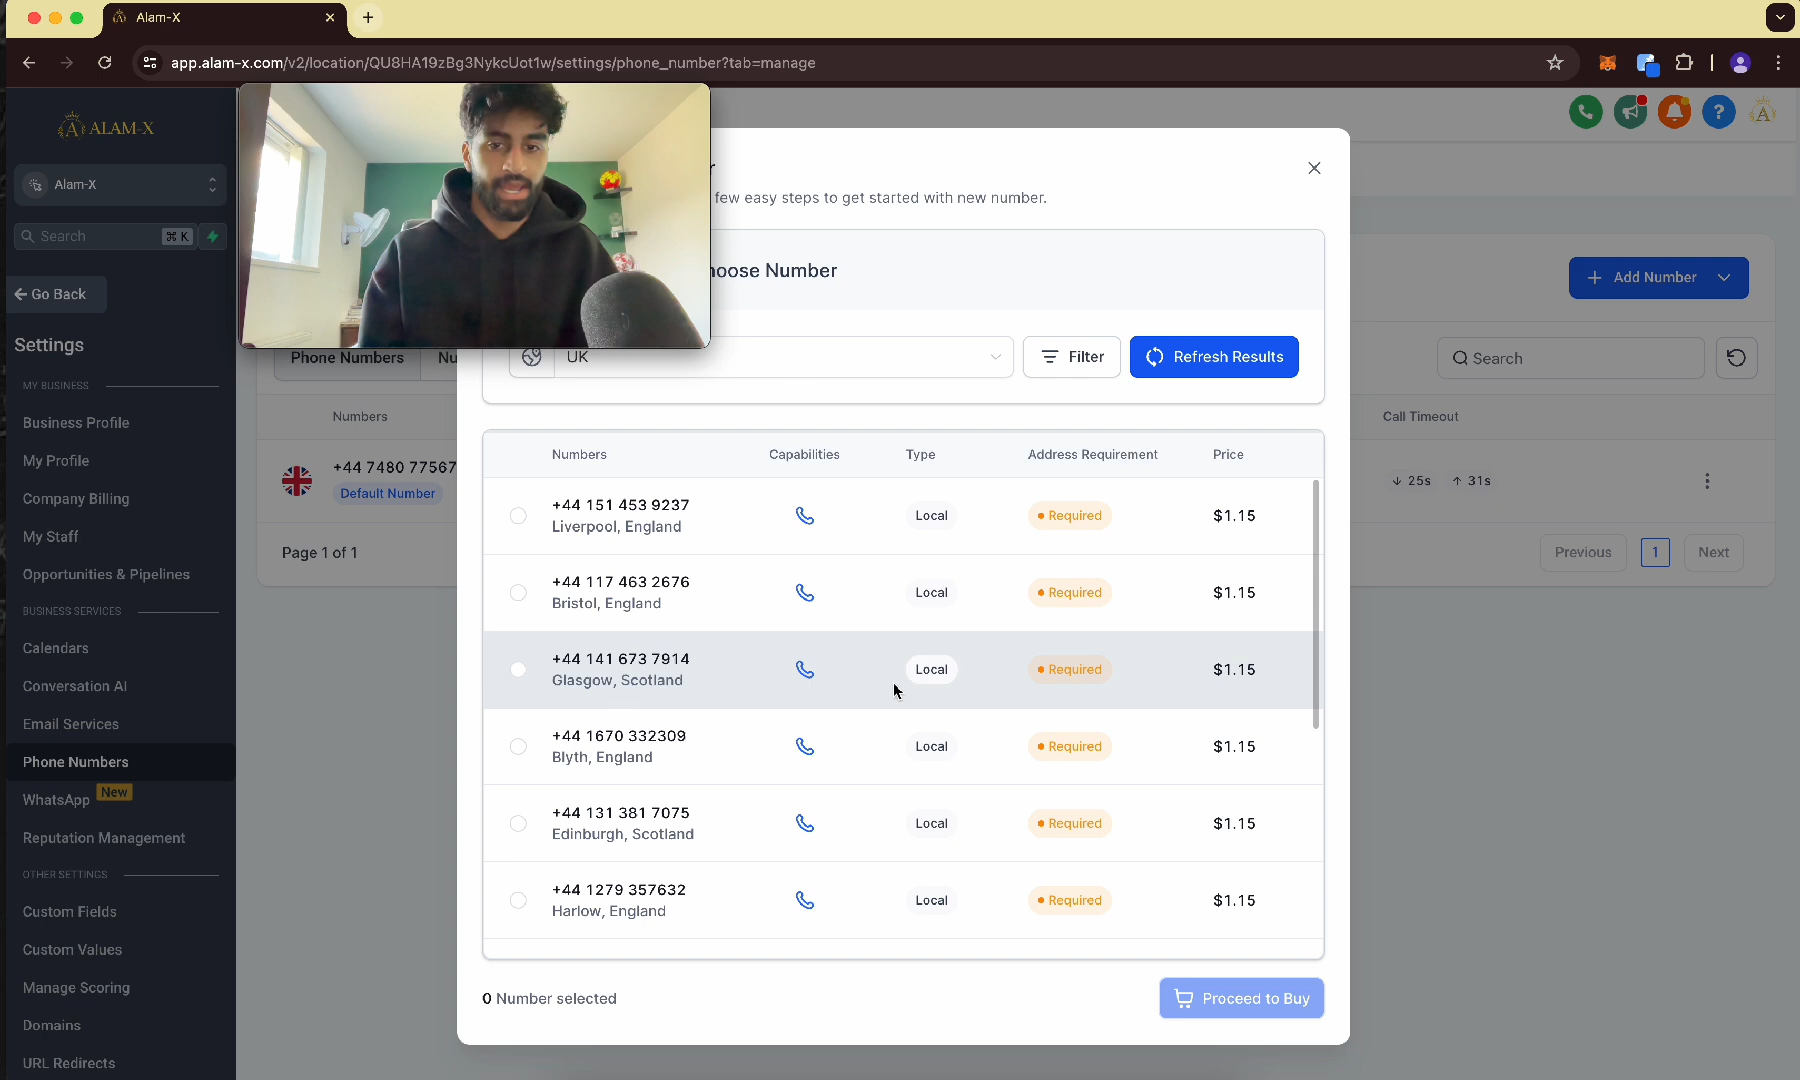 Alam-X
app.alam-x.com/v2/location/QU8HA19zBg3NykcUot1w/settings/phone_number?tab=manage
ALAM-X
Alam-X
Search ⌘ K
Go Back
Settings
MY BUSINESS
Business Profile
My Profile
Company Billing
My Staff
Opportunities & Pipelines
BUSINESS SERVICES
Calendars
Conversation AI
Email Services
Phone Numbers
WhatsApp New
Reputation Management
OTHER SETTINGS
Custom Fields
Custom Values
Manage Scoring
Domains
URL Redirects
few easy steps to get started with new number.
hoose Number
UK
Filter
Refresh Results
Numbers Capabilities Type Address Requirement Price
+44 151 453 9237
Liverpool, England
Local Required $1.15
+44 117 463 2676
Bristol, England
Local Required $1.15
+44 141 673 7914
Glasgow, Scotland
Local Required $1.15
+44 1670 332309
Blyth, England
Local Required $1.15
+44 131 381 7075
Edinburgh, Scotland
Local Required $1.15
+44 1279 357632
Harlow, England
Local Required $1.15
0 Number selected
Proceed to Buy
Phone Numbers Nu
Numbers
+44 7480 77567
Default Number
Page 1 of 1
Add Number
Search
Call Timeout
25s 31s
Previous 1 Next